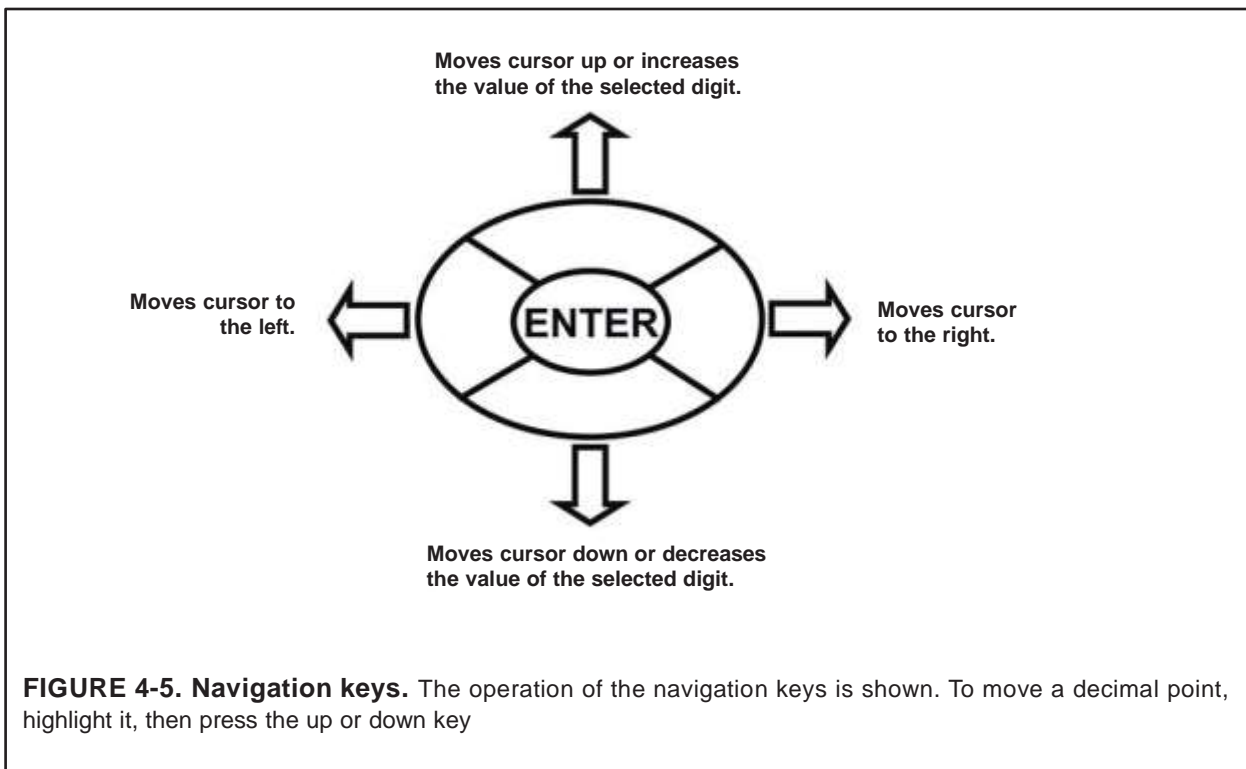 Moves cursor up or increases
the value of the selected digit.
Moves cursor to
the left.
ENTER
Moves cursor
to the right.
Moves cursor down or decreases
the value of the selected digit.
FIGURE 4-5. Navigation keys. The operation of the navigation keys is shown. To move a decimal point,
highlight it, then press the up or down key